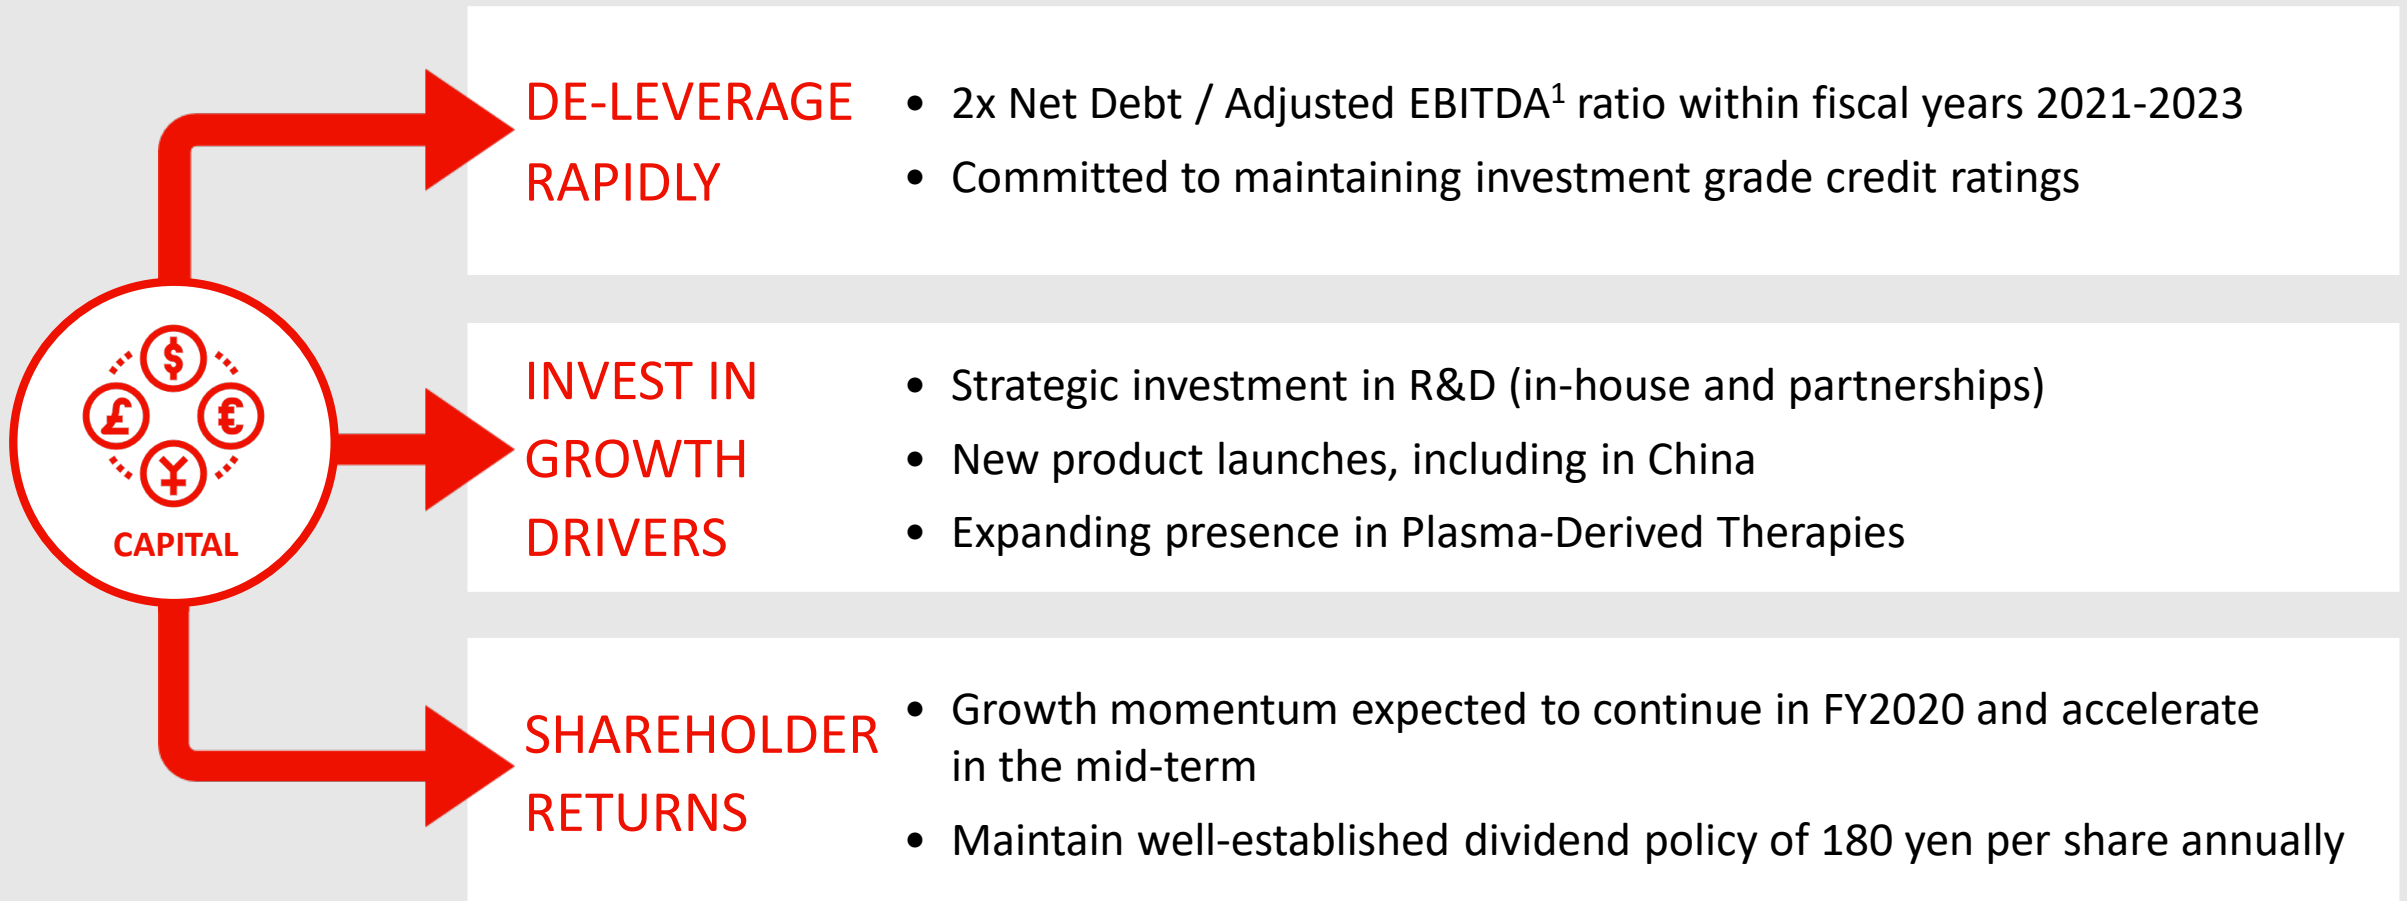 DE-LEVERAGE
RAPIDLY
• 2x Net Debt / Adjusted EBITDA¹ ratio within fiscal years 2021-2023
• Committed to maintaining investment grade credit ratings
$
£
€
¥
CAPITAL
INVEST IN
GROWTH
DRIVERS
• Strategic investment in R&D (in-house and partnerships)
• New product launches, including in China
• Expanding presence in Plasma-Derived Therapies
SHAREHOLDER
RETURNS
• Growth momentum expected to continue in FY2020 and accelerate
in the mid-term
• Maintain well-established dividend policy of 180 yen per share annually